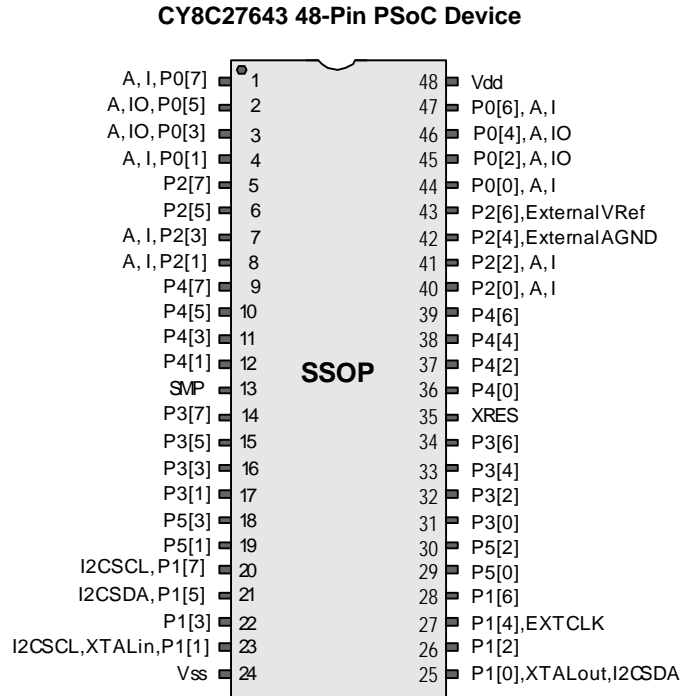 CY8C27643 48-Pin PSoC Device
A, I, P0[7] 1
A, IO, P0[5] 2
A, IO, P0[3] 3
A, I, P0[1] 4
P2[7] 5
P2[5] 6
A, I, P2[3] 7
A, I, P2[1] 8
P4[7] 9
P4[5] 10
P4[3] 11
P4[1] 12
SMP 13
P3[7] 14
P3[5] 15
P3[3] 16
P3[1] 17
P5[3] 18
P5[1] 19
I2CSCL, P1[7] 20
I2CSDA, P1[5] 21
P1[3] 22
I2CSCL, XTALin, P1[1] 23
Vss 24
SSOP
48 Vdd
47 P0[6], A, I
46 P0[4], A, IO
45 P0[2], A, IO
44 P0[0], A, I
43 P2[6], External VRef
42 P2[4], External AGND
41 P2[2], A, I
40 P2[0], A, I
39 P4[6]
38 P4[4]
37 P4[2]
36 P4[0]
35 XRES
34 P3[6]
33 P3[4]
32 P3[2]
31 P3[0]
30 P5[2]
29 P5[0]
28 P1[6]
27 P1[4], EXTCLK
26 P1[2]
25 P1[0], XTALout, I2CSDA